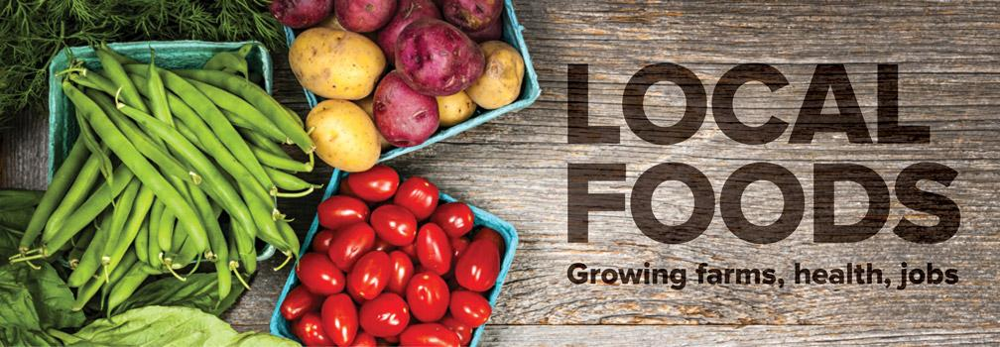 LOCAL
FOODS
Growing farms, health, jobs